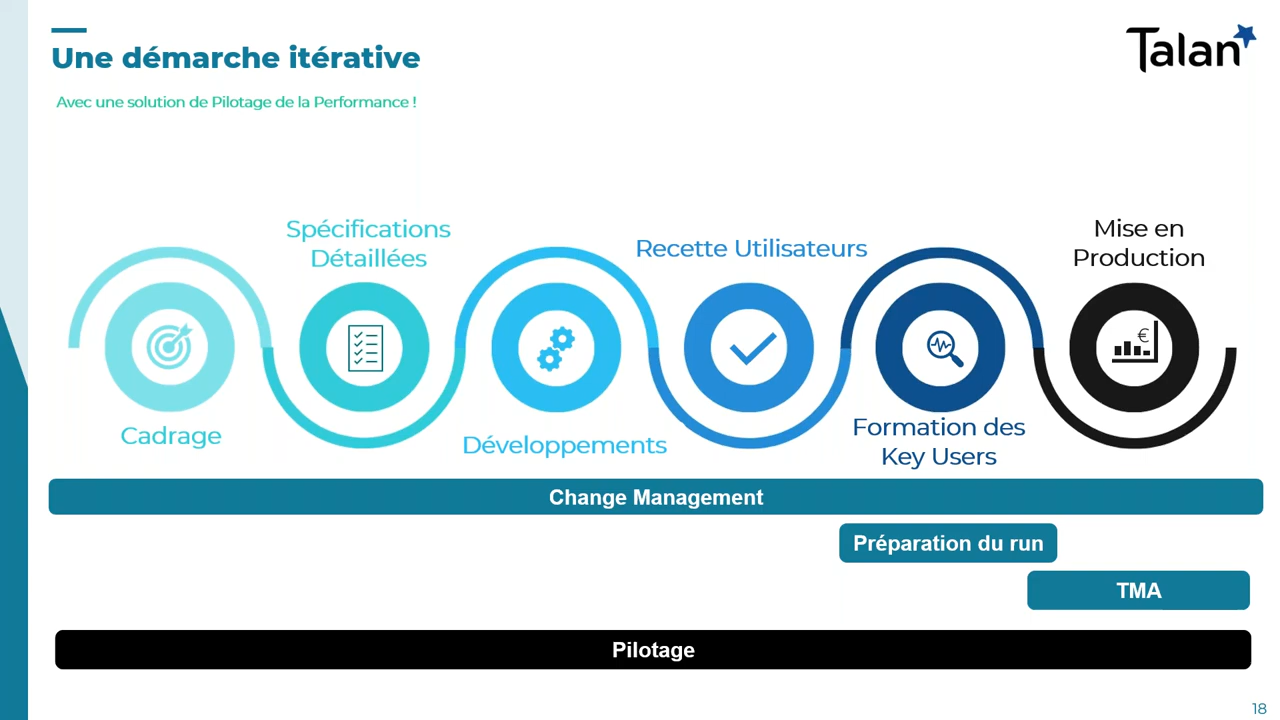 Une démarche itérative
Talan
Avec une solution de Pilotage de la Performance !
Cadrage
Spécifications
Détaillées
Développements
Recette Utilisateurs
Formation des
Key Users
Mise en
Production
€
Change Management
Préparation du run
TMA
Pilotage
18